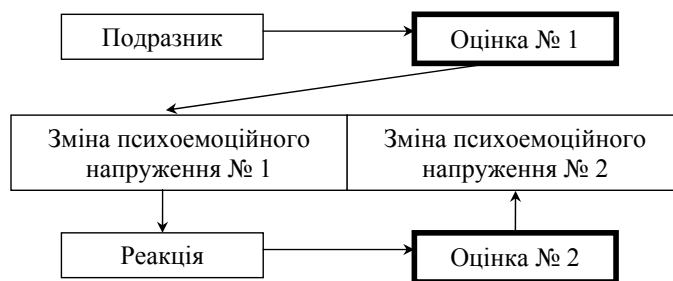 Подразник
Оцінка № 1
Зміна психоемоційного
напруження № 1
Зміна психоемоційного
напруження № 2
Реакція
Оцінка № 2